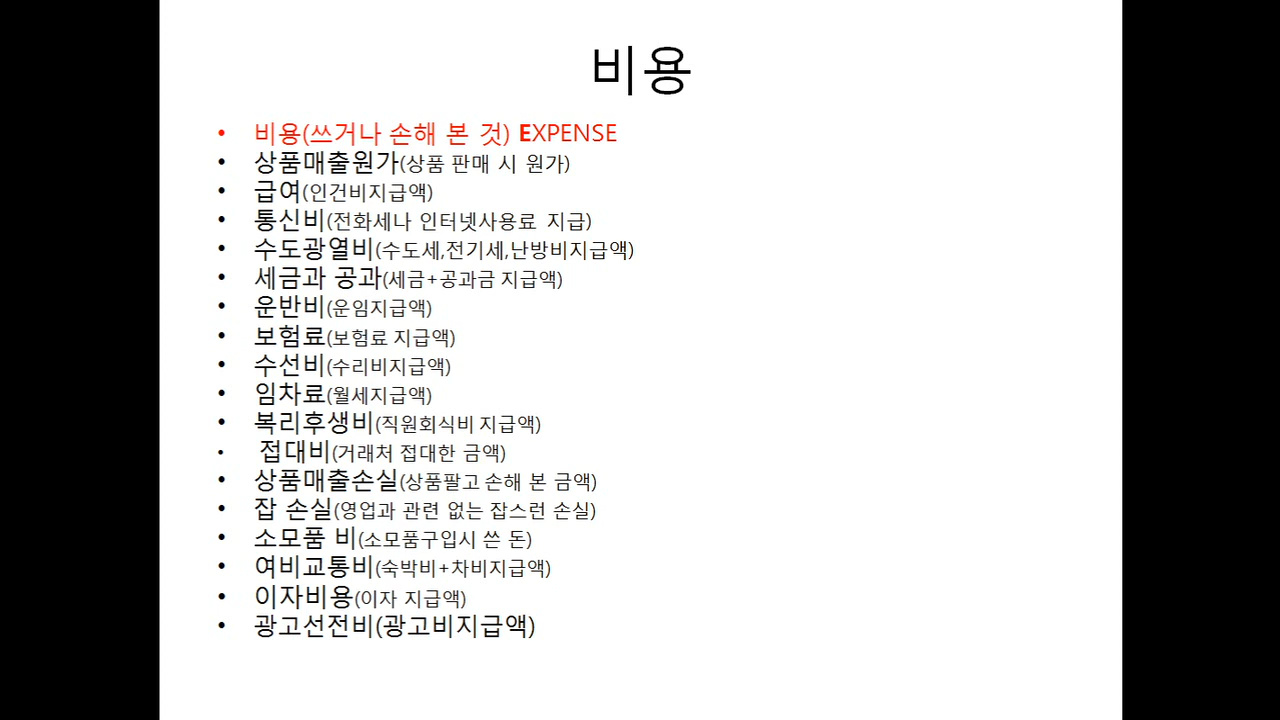 비용
• 비용(쓰거나 손해 본 것) EXPENSE
• 상품매출원가(상품 판매 시 원가)
• 급여(인건비지급액)
• 통신비(전화세나 인터넷사용료 지급)
• 수도광열비(수도세,전기세,난방비지급액)
• 세금과 공과(세금+공과금 지급액)
• 운반비(운임지급액)
• 보험료(보험료 지급액)
• 수선비(수리비지급액)
• 임차료(월세지급액)
• 복리후생비(직원회식비 지급액)
• 접대비(거래처 접대한 금액)
• 상품매출손실(상품팔고 손해 본 금액)
• 잡 손실(영업과 관련 없는 잡스런 손실)
• 소모품 비(소모품구입시 쓴 돈)
• 여비교통비(숙박비+차비지급액)
• 이자비용(이자 지급액)
• 광고선전비(광고비지급액)